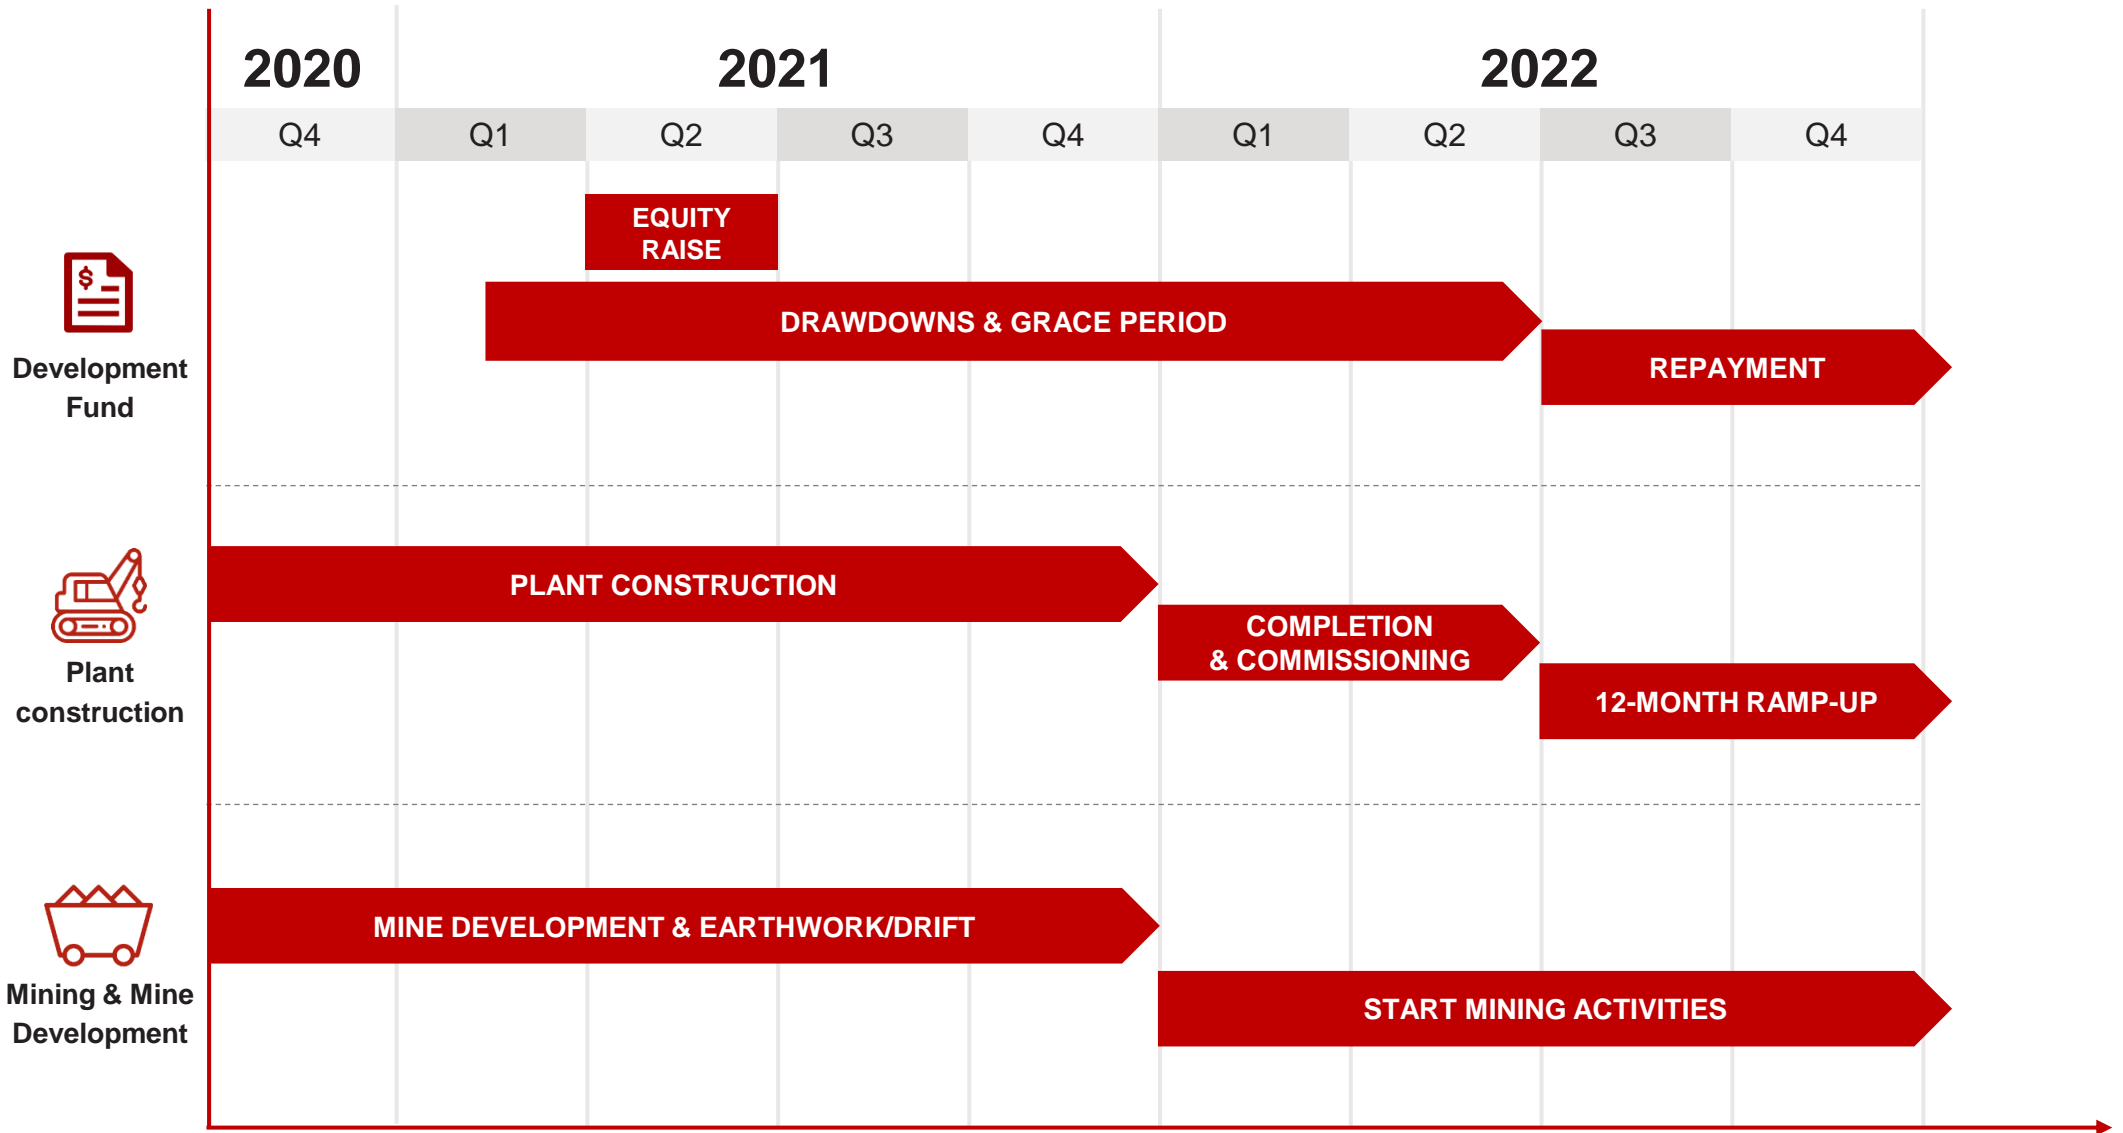 2020
2021
2022
Q4
Q1
Q2
Q3
Q4
Q1
Q2
Q3
Q4
Development
Fund
EQUITY
RAISE
DRAWDOWNS & GRACE PERIOD
REPAYMENT
$
Plant
construction
PLANT CONSTRUCTION
COMPLETION
& COMMISSIONING
12-MONTH RAMP-UP
Mining & Mine
Development
MINE DEVELOPMENT & EARTHWORK/DRIFT
START MINING ACTIVITIES